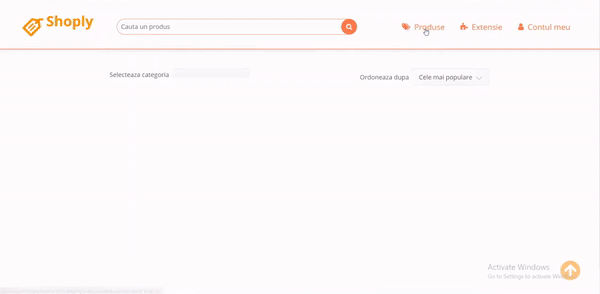 Shoply
Cauta un produs
Produse
Extensie
Contul meu
Selecteaza categoria
Ordoneaza dupa
Cele mai populare
Activate Windows
Go to Settings to activate